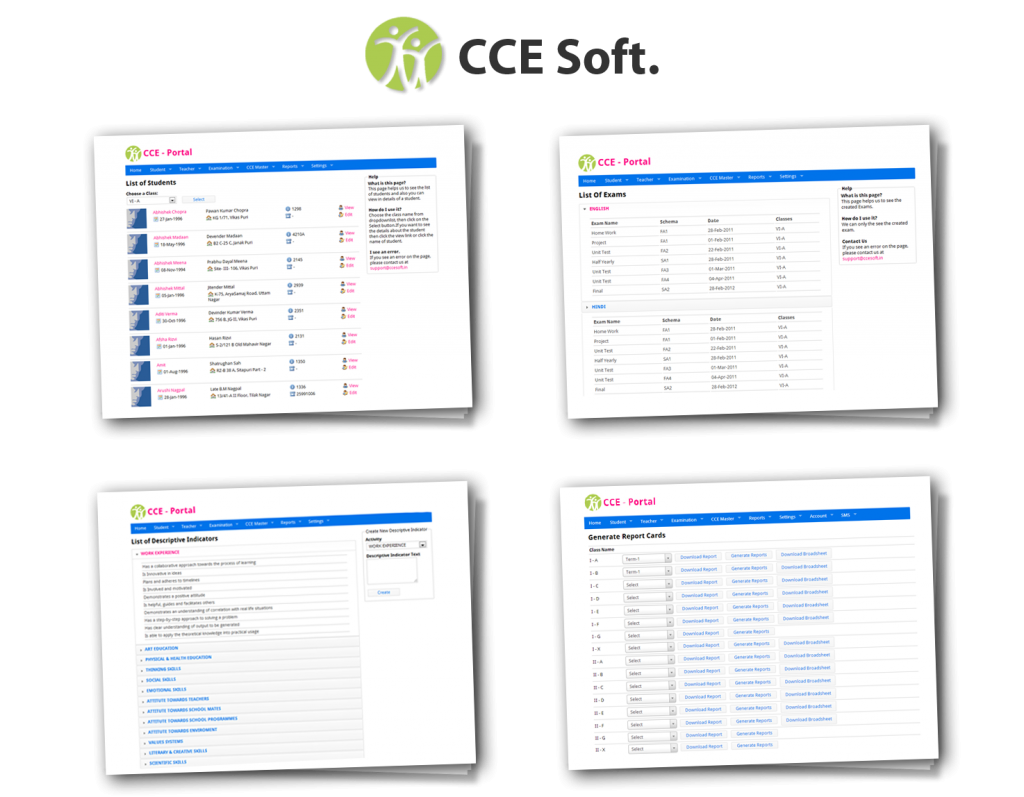 CCE Soft.
CCE - Portal
Home Student Teacher Examination CCE Master Reports Settings
List of Students
Choose a Class:
VI - A Select
Abhishek Chopra Pawan Kumar Chopra 1298 View
27-Jan-1996 HG-1/71, Vikas Puri - Edit
Abhishek Madaan Devender Madaan 4210A View
18-May-1996 B2 C-25 C, Janak Puri - Edit
Abhishek Meena Prabhu Dayal Meena 3145 View
08-Nov-1994 Site -III- 106, Vikas Puri - Edit
Abhishek Mittal Jitender Mittal 2939 View
05-Jan-1996 K-75, AryaSamaj Road, Uttam Nagar - Edit
Aditi Verma Devinder Kumar Verma 2351 View
30-Oct-1996 756 B, JG-II, Vikas Puri - Edit
Afsha Rizvi Hasan Rizvi 2131 View
01-Jan-1996 S-2/121 B Old Mahavir Nagar - Edit
Amit Shatrughan Sah 1350 View
01-Aug-1996 RZ-B 30 A, Sitapuri Part - 2 - Edit
Arushi Nagpal Late B.M Nagpal 1336 View
28-Jan-1996 13/41-A II Floor, Tilak Nagar 25991006 Edit
Help
What is this page?
This page helps us to see the list
of students and also you can
view in details of a student.
How do I use it?
Choose the class name from
dropdownlist, then click on the
Select button.If you want to see
the details about the student
then click the view link or click the
name of student.
I see an error.
If you see an error on the page,
please contact us at
support@ccesoft.in
CCE - Portal
Home Student Teacher Examination CCE Master Reports Settings
List Of Exams
ENGLISH
Exam Name Schema Date Classes
Home Work FA1 28-Feb-2011 VI-A
Project FA1 01-Feb-2011 VI-A
Unit Test FA2 22-Feb-2011 VI-A
Half Yearly SA1 28-Feb-2011 VI-A
Unit Test FA3 01-Mar-2011 VI-A
Unit Test FA4 04-Apr-2011 VI-A
Final SA2 28-Feb-2012 VI-A
HINDI
Exam Name Schema Date Classes
Home Work FA1 28-Feb-2011 VI-A
Project FA1 01-Feb-2011 VI-A
Unit Test FA2 22-Feb-2011 VI-A
Half Yearly SA1 28-Feb-2011 VI-A
Unit Test FA3 01-Mar-2011 VI-A
Unit Test FA4 04-Apr-2011 VI-A
Final SA2 28-Feb-2012 VI-A
Help
What is this page?
This page helps us to see the
created Exams.
How do I use it?
We can only see the created
exam.
Contact Us
If you see an error on the page,
please contact us at
support@ccesoft.in
CCE - Portal
Home Student Teacher Examination CCE Master Reports Settings
List of Descriptive Indicators
WORK EXPERIENCE
Has a collaborative approach towards the process of learning
Is innovative in ideas
Plans and adheres to timelines
Is involved and motivated
Demonstrates a positive attitude
Is helpful, guides and facilitates others
Demonstrates an understanding of correlation with real life situations
Has a step-by-step approach to solving a problem
Has clear understanding of output to be generated
Is able to apply the theoretical knowledge into practical usage
ART EDUCATION
PHYSICAL & HEALTH EDUCATION
THINKING SKILLS
SOCIAL SKILLS
EMOTIONAL SKILLS
ATTITUTE TOWARDS TEACHERS
ATTITUTE TOWARDS SCHOOL MATES
ATTITUTE TOWARDS SCHOOL PROGRAMMES
ATTITUTE TOWARDS ENVIROMENT
VALUES SYSTEMS
LITERARY & CREATIVE SKILLS
SCIENTIFIC SKILLS
Create New Descriptive Indicator
Activity
WORK EXPERIENCE
Descriptive Indicator Text
Create
CCE - Portal
Home Student Teacher Examination CCE Master Reports Settings Account SMS
Generate Report Cards
Class Name
I - A Term-1 Download Report Generate Reports Download Broadsheet
I - B Term-1 Download Report Generate Reports Download Broadsheet
I - C Select Download Report Generate Reports Download Broadsheet
I - D Select Download Report Generate Reports Download Broadsheet
I - E Select Download Report Generate Reports Download Broadsheet
I - F Select Download Report Generate Reports Download Broadsheet
I - G Select Download Report Generate Reports
I - X Select Download Report Generate Reports Download Broadsheet
II - A Select Download Report Generate Reports Download Broadsheet
II - B Select Download Report Generate Reports Download Broadsheet
II - C Select Download Report Generate Reports Download Broadsheet
II - D Select Download Report Generate Reports Download Broadsheet
II - E Select Download Report Generate Reports Download Broadsheet
II - F Select Download Report Generate Reports Download Broadsheet
II - G Select Download Report Generate Reports
II - X Select Download Report Generate Reports